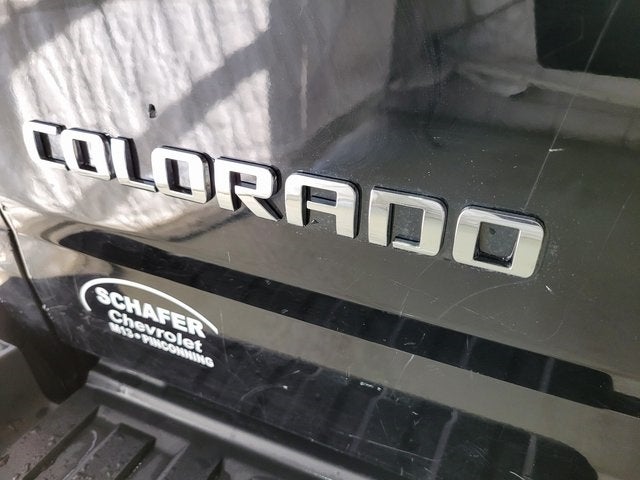 COLORADO
SCHAFER
Chevrolet
M13 • PINCONNING